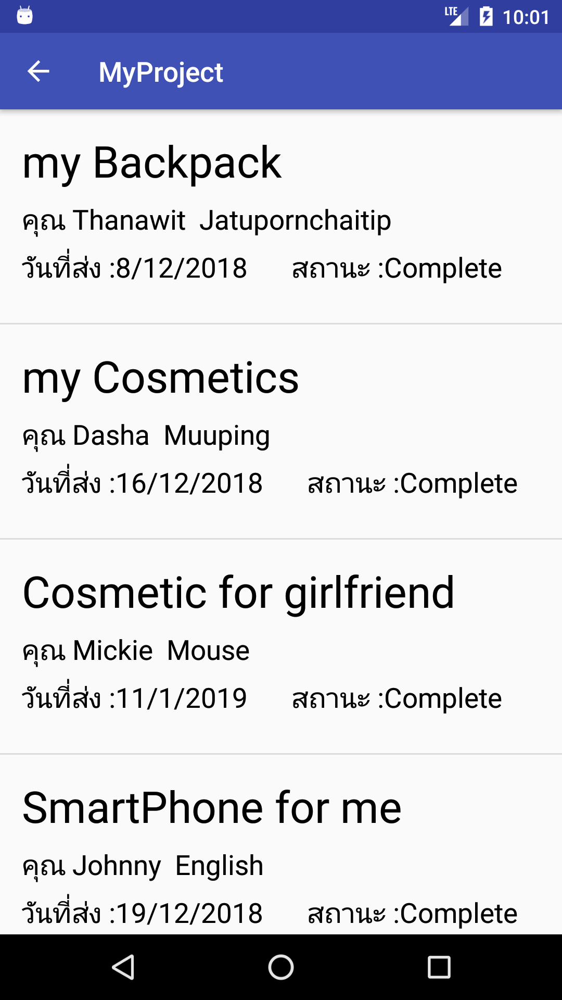 LTE 10:01
MyProject
my Backpack
คุณ Thanawit  Jatupornchaitip
วันที่ส่ง :8/12/2018 สถานะ :Complete
my Cosmetics
คุณ Dasha  Muuping
วันที่ส่ง :16/12/2018 สถานะ :Complete
Cosmetic for girlfriend
คุณ Mickie  Mouse
วันที่ส่ง :11/1/2019 สถานะ :Complete
SmartPhone for me
คุณ Johnny  English
วันที่ส่ง :19/12/2018 สถานะ :Complete